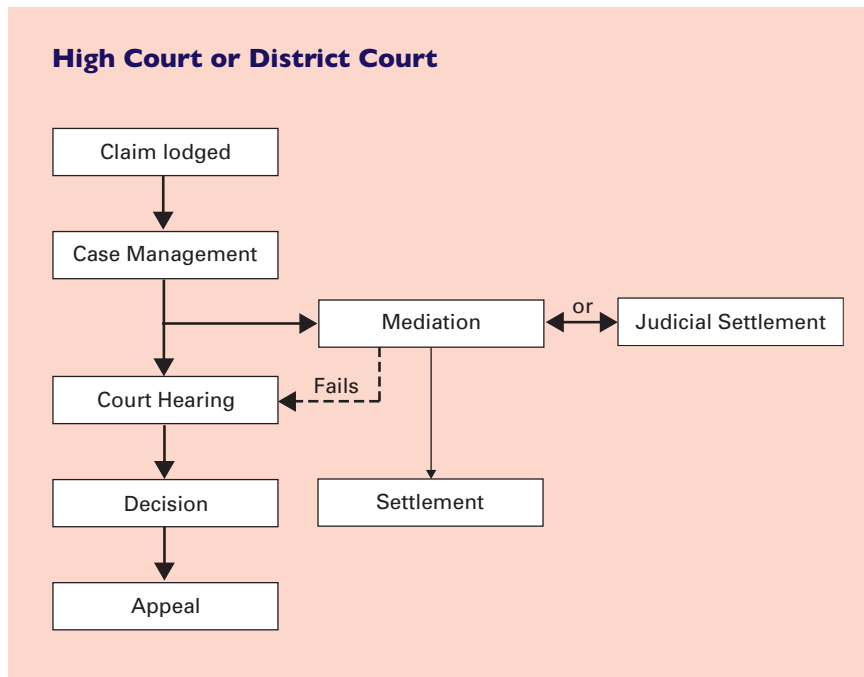 High Court or District Court
Claim lodged
Case Management
Mediation
or
Judicial Settlement
Fails
Court Hearing
Decision
Settlement
Appeal